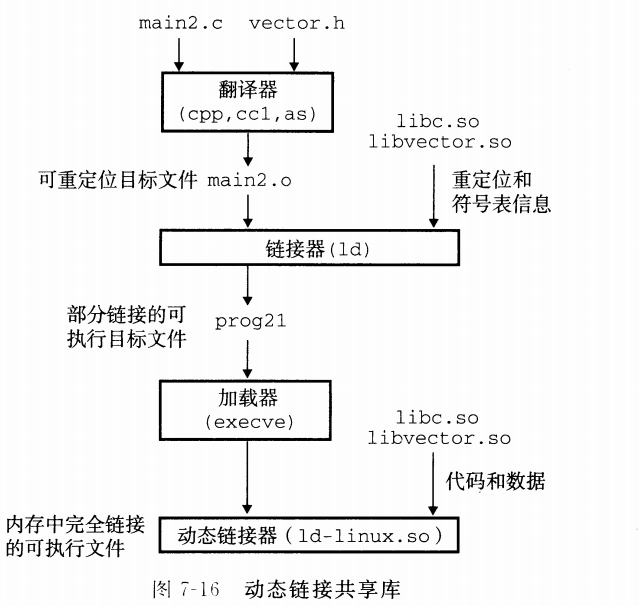 main2.c vector.h
翻译器
(cpp,cc1,as)
libc.so
libvector.so
可重定位目标文件 main2.o
重定位和
符号表信息
链接器(ld)
部分链接的可
执行目标文件
prog21
加载器
(execve)
libc.so
libvector.so
代码和数据
内存中完全链接
的可执行文件
动态链接器(ld-linux.so)
图 7-16 动态链接共享库